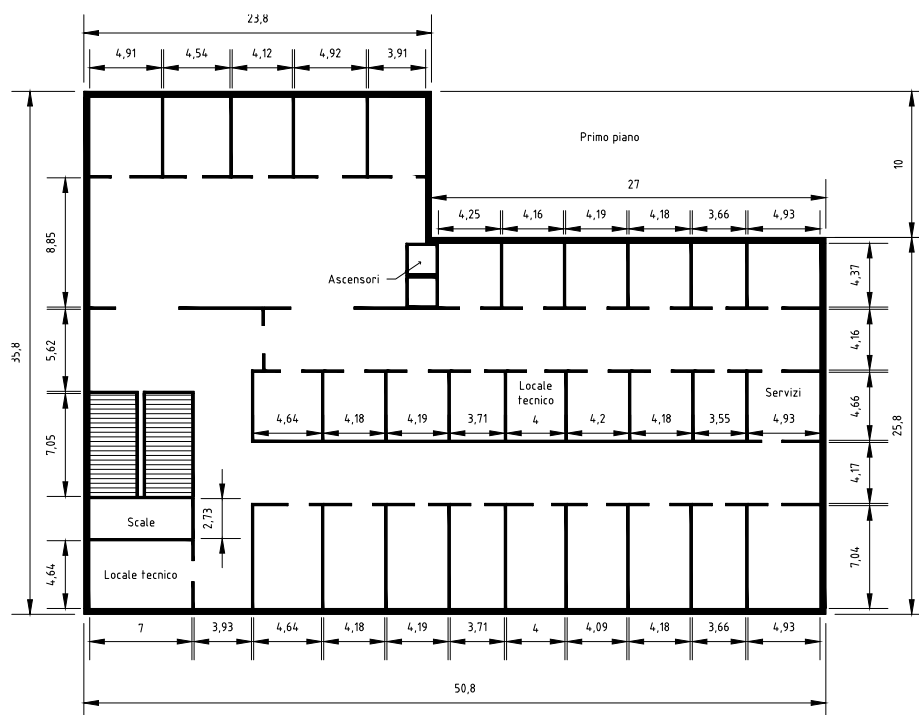 23,8
4,91 4,54 4,12 4,92 3,91
Primo piano
10
27
4,25 4,16 4,19 4,18 3,66 4,93
8,85
Ascensori
4,37
35,8
5,62
4,16
Locale
tecnico
Servizi
4,64 4,18 4,19 3,71 4 4,2 4,18 3,55 4,93
4,66
25,8
7,05
4,17
Scale
2,73
Locale tecnico
4,64
7,04
7 3,93 4,64 4,18 4,19 3,71 4 4,09 4,18 3,66 4,93
50,8